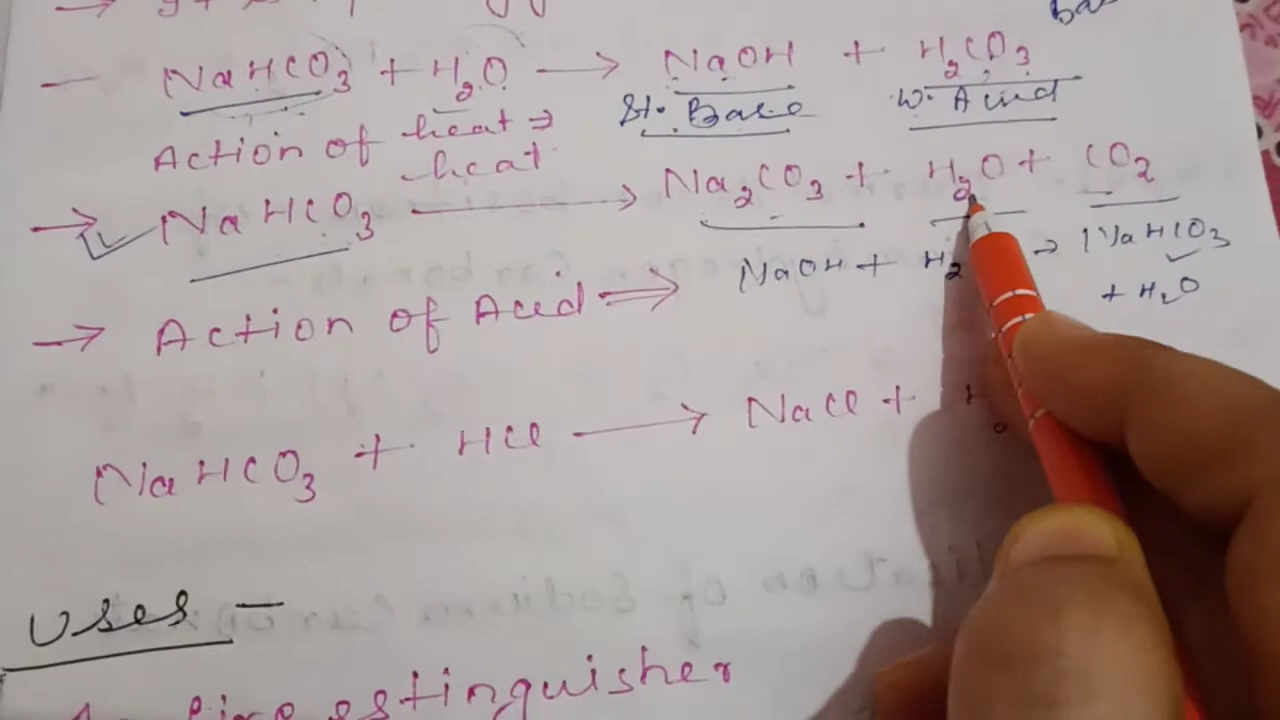 — NaHCO₃ + H₂O → NaOH + H₂CO₃
St. Base W. Acid
Action of heat ⇒
heat
→ NaHCO₃ → Na₂CO₃ + H₂O + CO₂
NaOH + H₂ → NaHCO₃
+ H₂O
→ Action of Acid ⇒
NaHCO₃ + HCl → NaCl +
Uses —
estinguisher